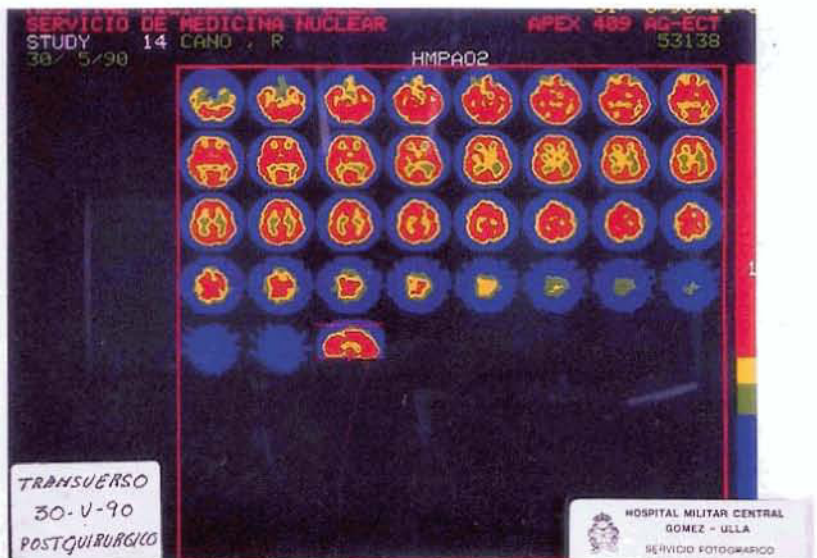 SERVICIO DE MEDICINA NUCLEAR
APEX 409 AG-ECT
STUDY 14 CANO , R
53138
30/ 5/90
HMPAO2
1
TRANSVERSO
30-V-90
POSTQUIRURGICO
HOSPITAL MILITAR CENTRAL
GOMEZ - ULLA
SERVICIO FOTOGRAFICO